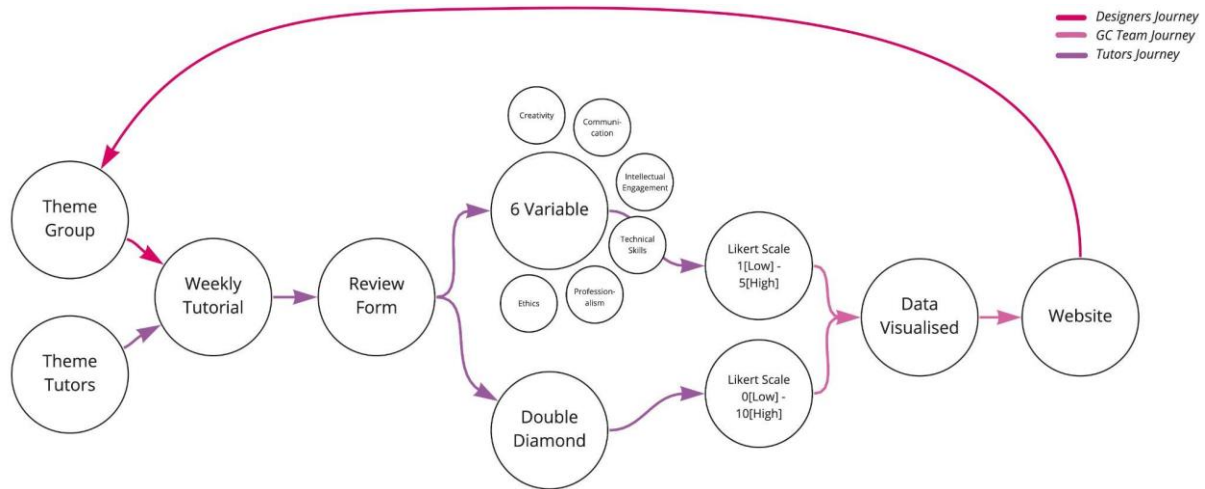 Designers Journey
GC Team Journey
Tutors Journey
Theme
Group
Theme
Tutors
Weekly
Tutorial
Review
Form
6 Variable
Creativity
Communi-
cation
Intellectual
Engagement
Technical
Skills
Profession-
alism
Ethics
Double
Diamond
Likert Scale
1[Low] -
5[High]
Likert Scale
0[Low] -
10[High]
Data
Visualised
Website